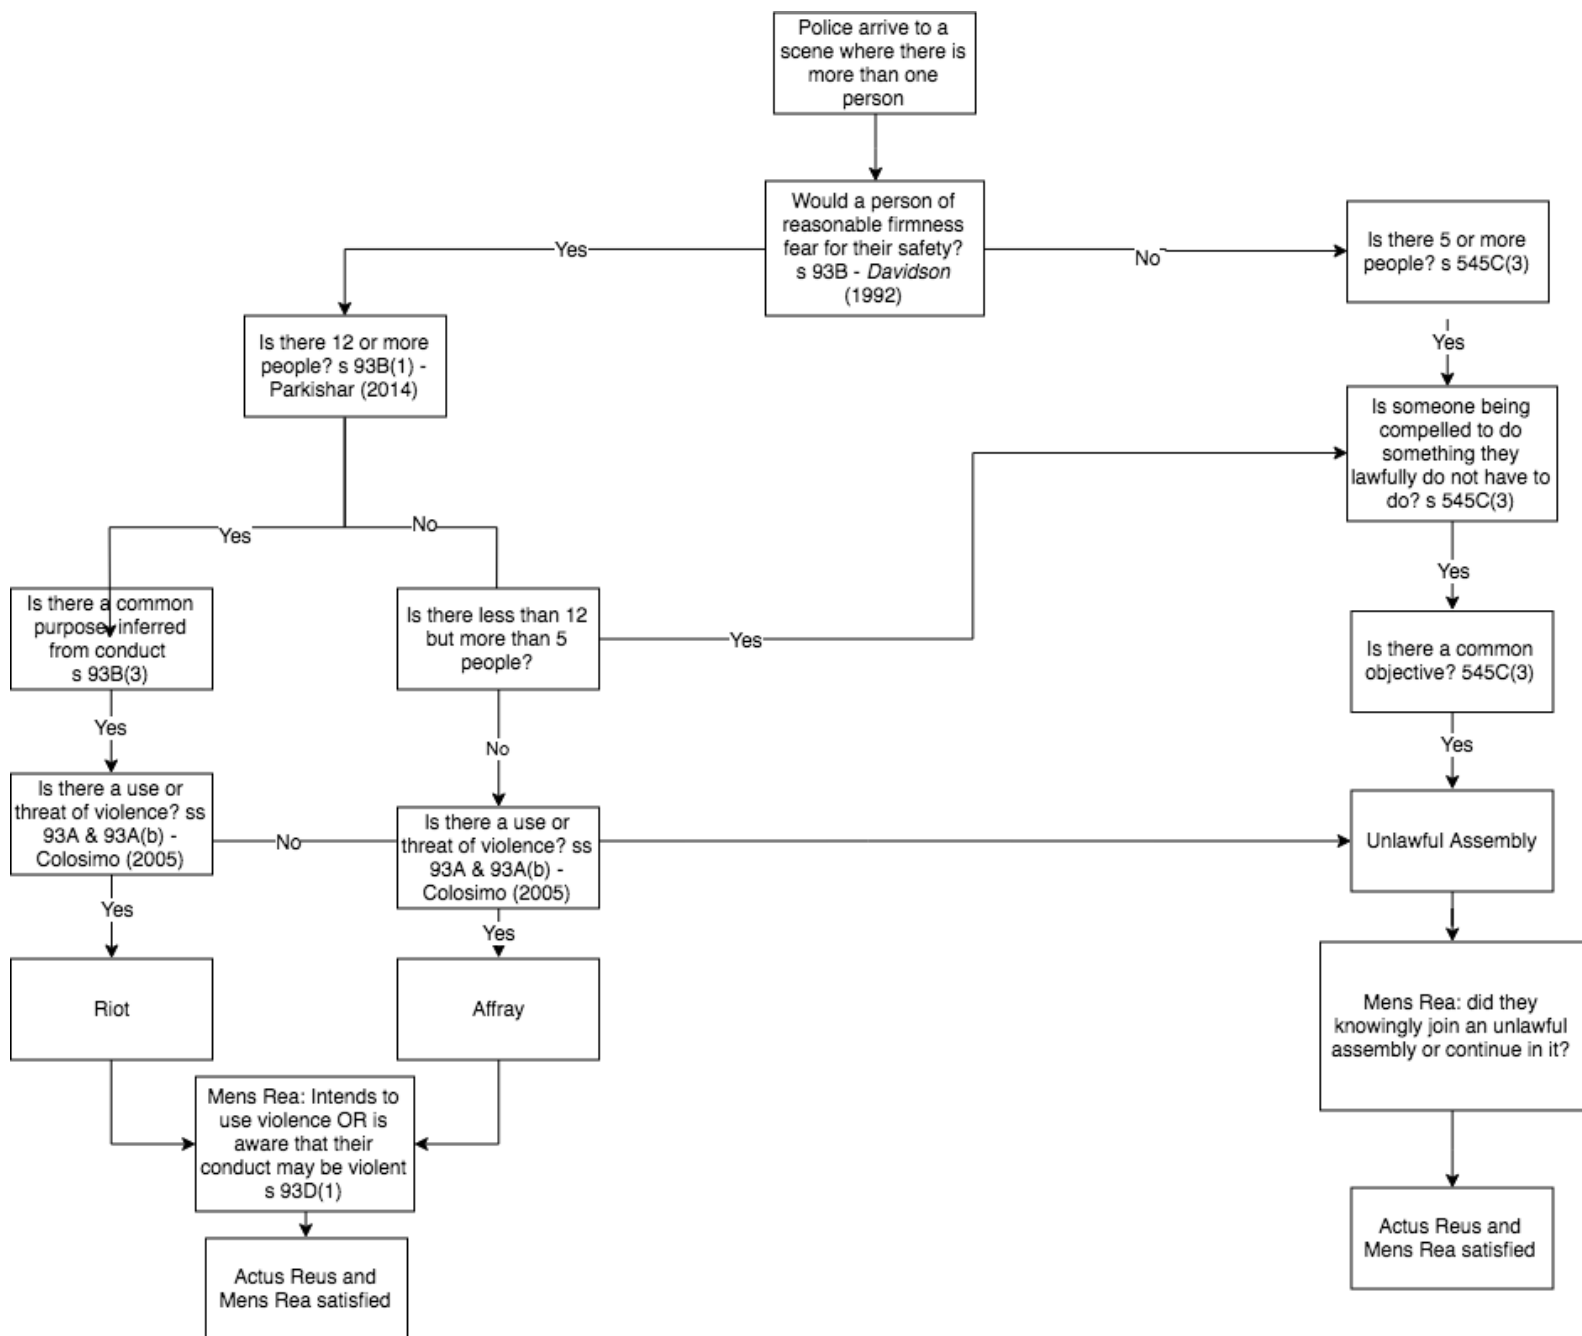 Police arrive to a
scene where there is
more than one
person
Would a person of
reasonable firmness
fear for their safety?
s 93B - Davidson
(1992)
Yes
No
Is there 5 or more
people? s 545C(3)
Is there 12 or more
people? s 93B(1) -
Parkishar (2014)
Yes
Is someone being
compelled to do
something they
lawfully do not have to
do? s 545C(3)
Yes
No
Yes
Is there a common
purpose inferred
from conduct
s 93B(3)
Is there less than 12
but more than 5
people?
Yes
Is there a common
objective? 545C(3)
Yes
No
Yes
Is there a use or
threat of violence? ss
93A & 93A(b) -
Colosimo (2005)
No
Is there a use or
threat of violence? ss
93A & 93A(b) -
Colosimo (2005)
Unlawful Assembly
Yes
Yes
Riot
Affray
Mens Rea: did they
knowingly join an unlawful
assembly or continue in it?
Mens Rea: Intends to
use violence OR is
aware that their
conduct may be violent
s 93D(1)
Actus Reus and
Mens Rea satisfied
Actus Reus and
Mens Rea satisfied